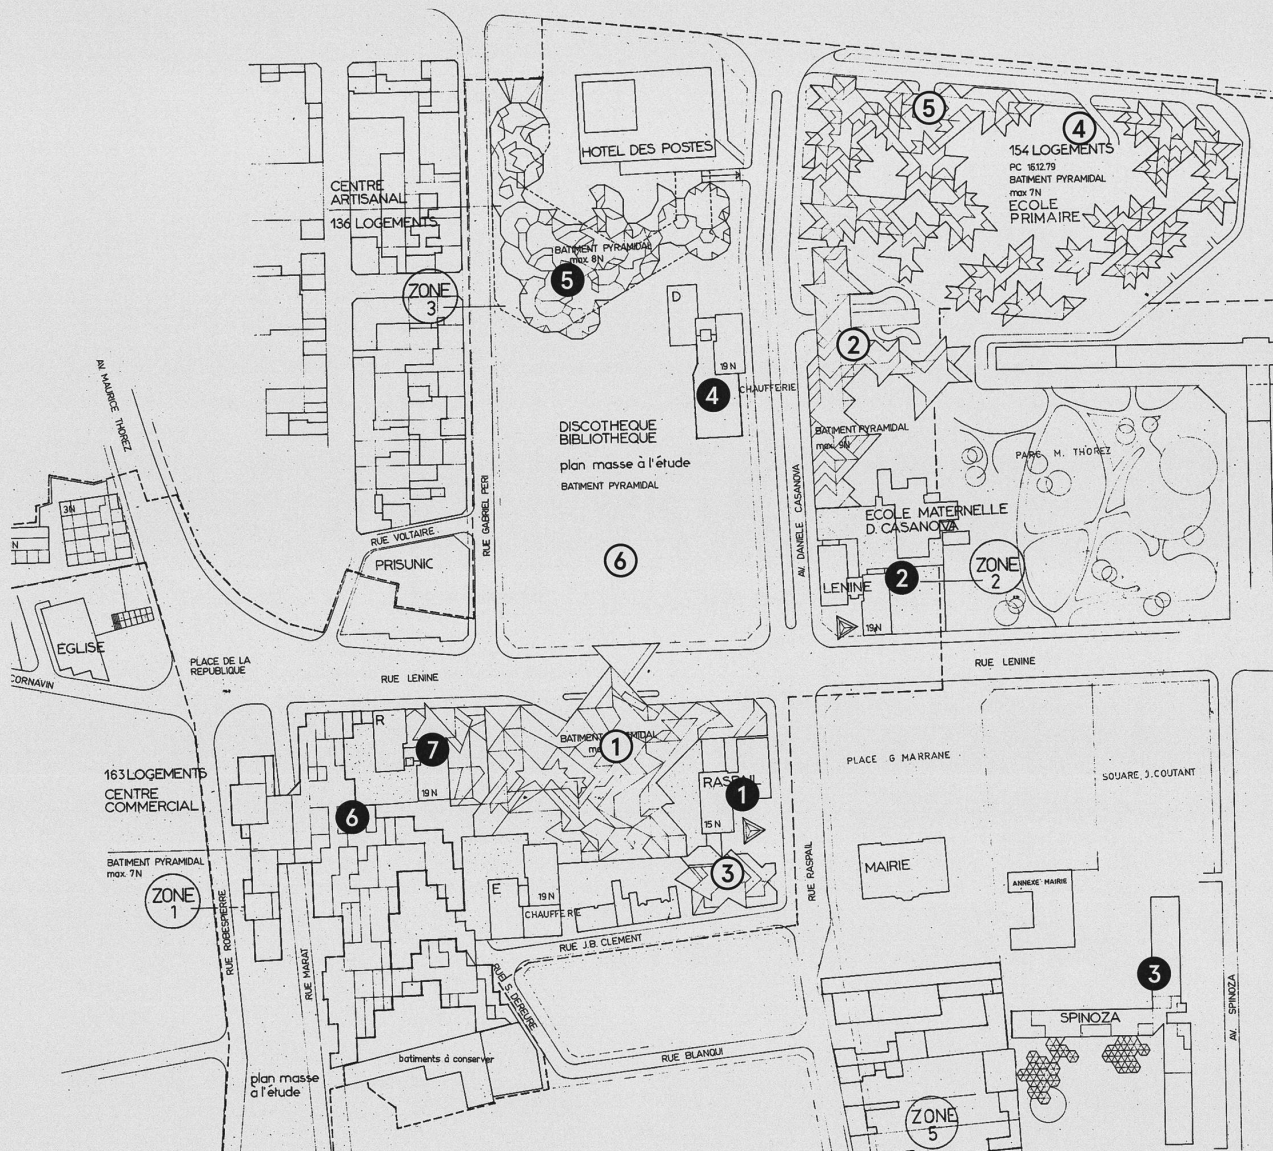 HOTEL DES POSTES
5
4
154 LOGEMENTS
PC 16.12.79
BATIMENT PYRAMIDAL
max 7N
ECOLE
PRIMAIRE
CENTRE
ARTISANAL
136 LOGEMENTS
BATIMENT PYRAMIDAL
max. 8N
5
ZONE
3
D
19 N
CHAUFFERIE
4
2
BATIMENT PYRAMIDAL
max. 9N
AV. MAURICE THOREZ
DISCOTHEQUE
BIBLIOTHEQUE
plan masse à l'étude
BATIMENT PYRAMIDAL
PARC M. THOREZ
RUE GABRIEL PERI
AV. DANIELE CASANOVA
3N
N
RUE VOLTAIRE
PRISUNIC
ECOLE MATERNELLE
D. CASANOVA
6
LENINE
2
ZONE
2
19 N
EGLISE
PLACE DE LA
REPUBLIQUE
CORNAVIN
RUE LENINE
RUE LENINE
R
7
19 N
BATIMENT PYRAMIDAL
1
RASPAIL
1
15 N
PLACE G MARRANE
SQUARE J. COUTANT
163 LOGEMENTS
CENTRE
COMMERCIAL
6
BATIMENT PYRAMIDAL
max. 7N
ZONE
1
E
19 N
CHAUFFERIE
3
RUE RASPAIL
MAIRIE
ANNEXE MAIRIE
RUE ROBESPIERRE
RUE MARAT
RUE J.B. CLEMENT
RUE S. DEREURE
3
SPINOZA
AV. SPINOZA
batiments à conserver
RUE BLANQUI
plan masse
à l'étude
ZONE
5